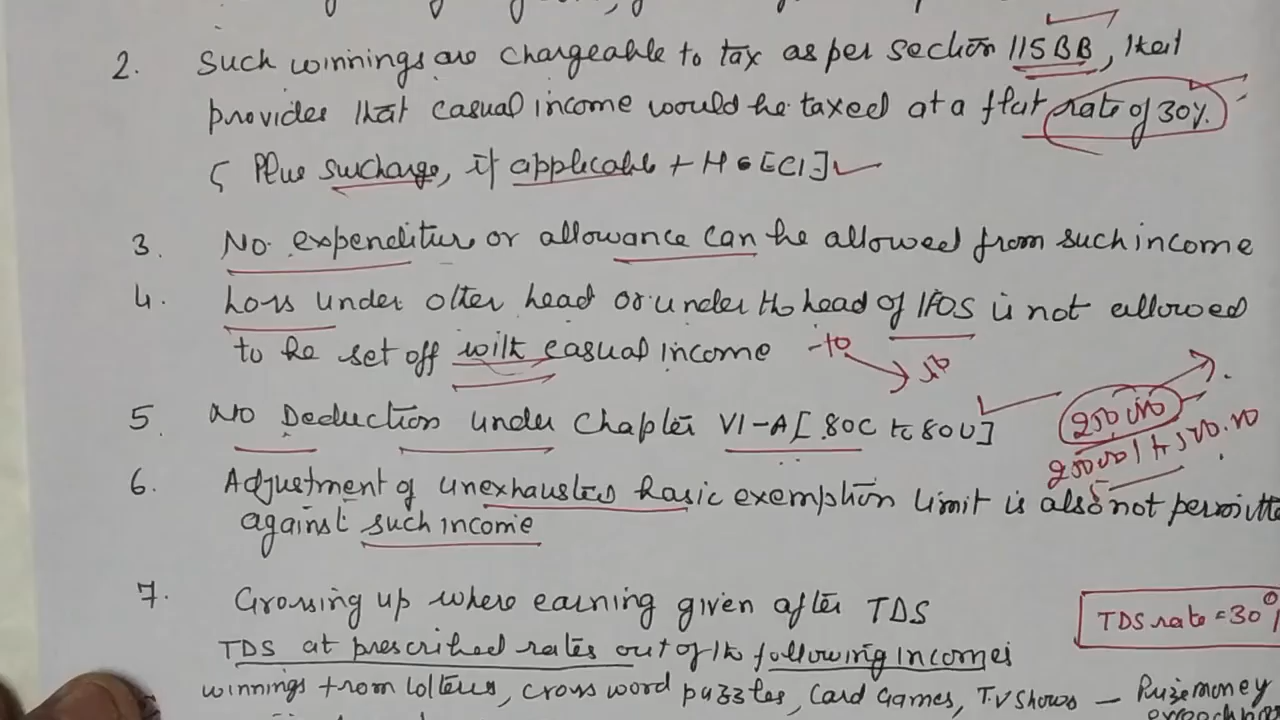 2. Such winnings are chargeable to tax as per section 115BB, that
provides that casual income would be taxed at a flat rate of 30%.
Plus surcharge, if applicable + H
3. No expenditure or allowance can be allowed from such income
4. Loss under other head or under the head of IFOS is not allowed
to be set off with casual income
5. No Deduction under Chapter VI-A [80C to 80U]
6. Adjustment of unexhausted basic exemption limit is also not permitte
against such income
7. Grossing up where earning given after TDS
TDS rate = 30%
TDS at prescribed rates out of the following incomes
winnings from lotteries, cross word puzzles, Card Games, T.V Shows — Prize money